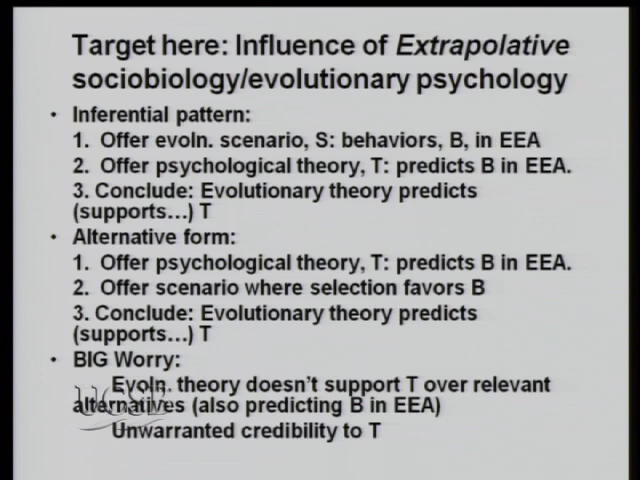 Target here: Influence of Extrapolative
sociobiology/evolutionary psychology
• Inferential pattern:
1. Offer evoln. scenario, S: behaviors, B, in EEA
2. Offer psychological theory, T: predicts B in EEA.
3. Conclude: Evolutionary theory predicts
(supports…) T
• Alternative form:
1. Offer psychological theory, T: predicts B in EEA.
2. Offer scenario where selection favors B
3. Conclude: Evolutionary theory predicts
(supports…) T
• BIG Worry:
Evoln. theory doesn't support T over relevant
alternatives (also predicting B in EEA)
Unwarranted credibility to T
UCSB